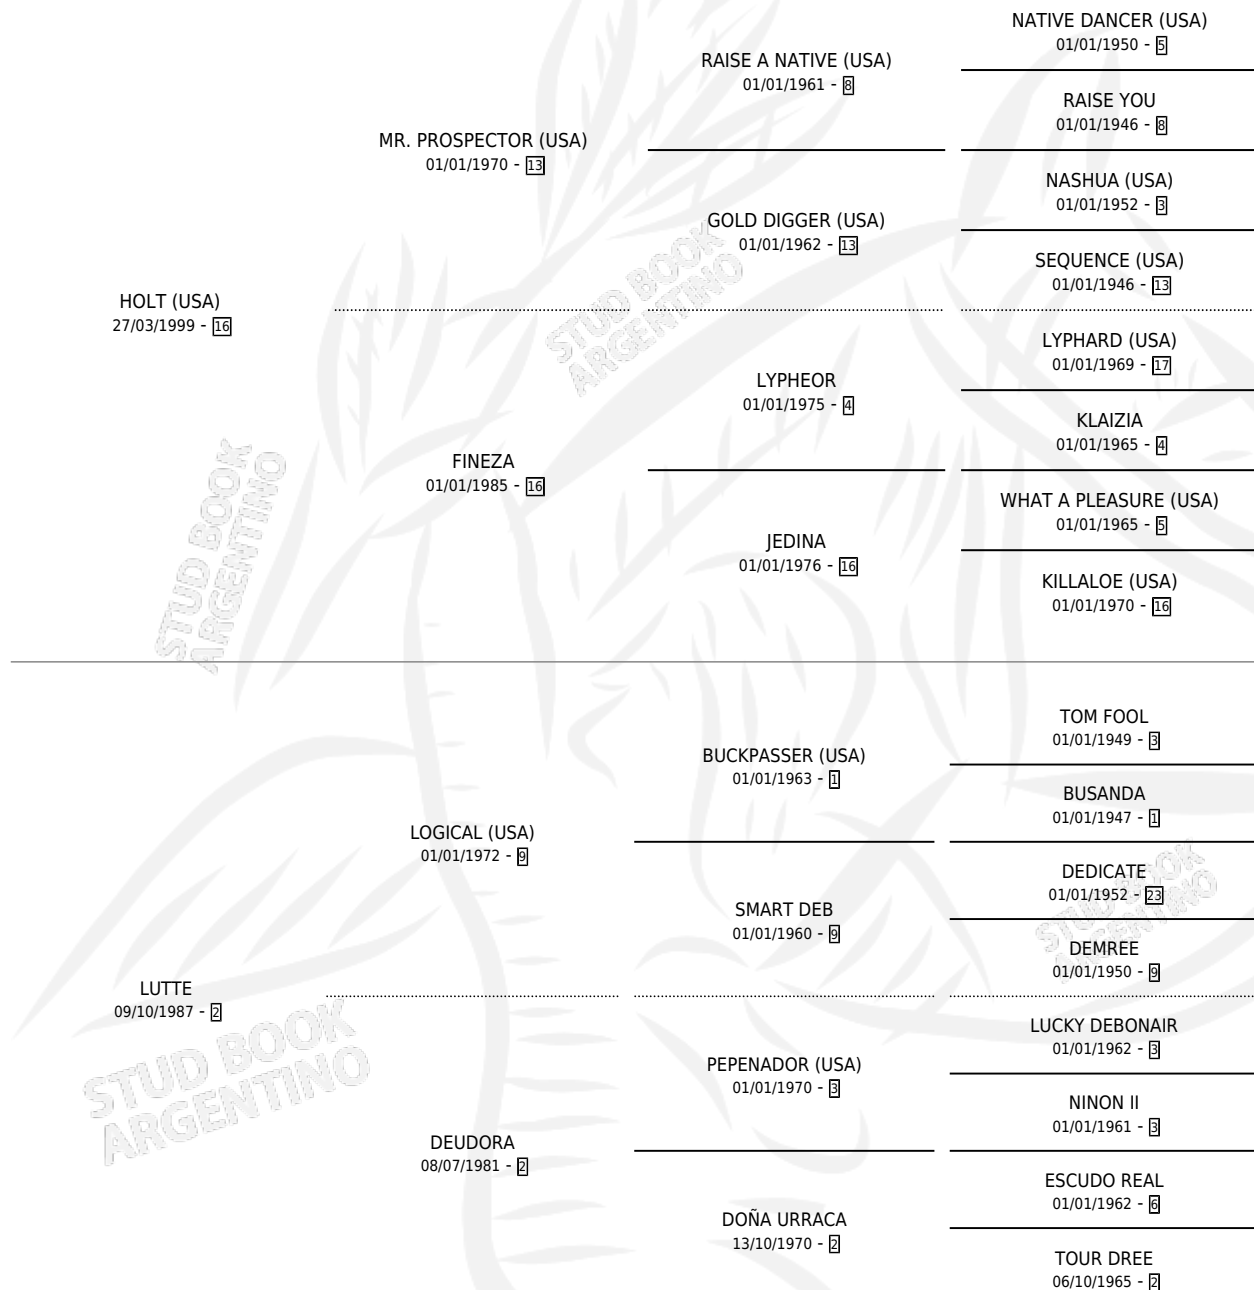 NATIVE DANCER (USA)
01/01/1950 - 5
RAISE A NATIVE (USA)
01/01/1961 - 8
RAISE YOU
01/01/1946 - 8
MR. PROSPECTOR (USA)
01/01/1970 - 13
NASHUA (USA)
01/01/1952 - 3
GOLD DIGGER (USA)
01/01/1962 - 13
SEQUENCE (USA)
01/01/1946 - 13
HOLT (USA)
27/03/1999 - 16
STUD BOOK
ARGENTINO
LYPHARD (USA)
01/01/1969 - 17
LYPHEOR
01/01/1975 - 4
KLAIZIA
01/01/1965 - 4
FINEZA
01/01/1985 - 16
WHAT A PLEASURE (USA)
01/01/1965 - 5
JEDINA
01/01/1976 - 16
KILLALOE (USA)
01/01/1970 - 16
STUD BOOK
ARGENTINO
TOM FOOL
01/01/1949 - 3
BUCKPASSER (USA)
01/01/1963 - 1
BUSANDA
01/01/1947 - 1
LOGICAL (USA)
01/01/1972 - 9
DEDICATE
01/01/1952 - 23
SMART DEB
01/01/1960 - 9
DEMREE
01/01/1950 - 9
STUD BOOK
ARGENTINO
LUTTE
09/10/1987 - 2
LUCKY DEBONAIR
01/01/1962 - 3
PEPENADOR (USA)
01/01/1970 - 3
NINON II
01/01/1961 - 3
STUD BOOK
ARGENTINO
DEUDORA
08/07/1981 - 2
ESCUDO REAL
01/01/1962 - 6
DOÑA URRACA
13/10/1970 - 2
TOUR DREE
06/10/1965 - 2